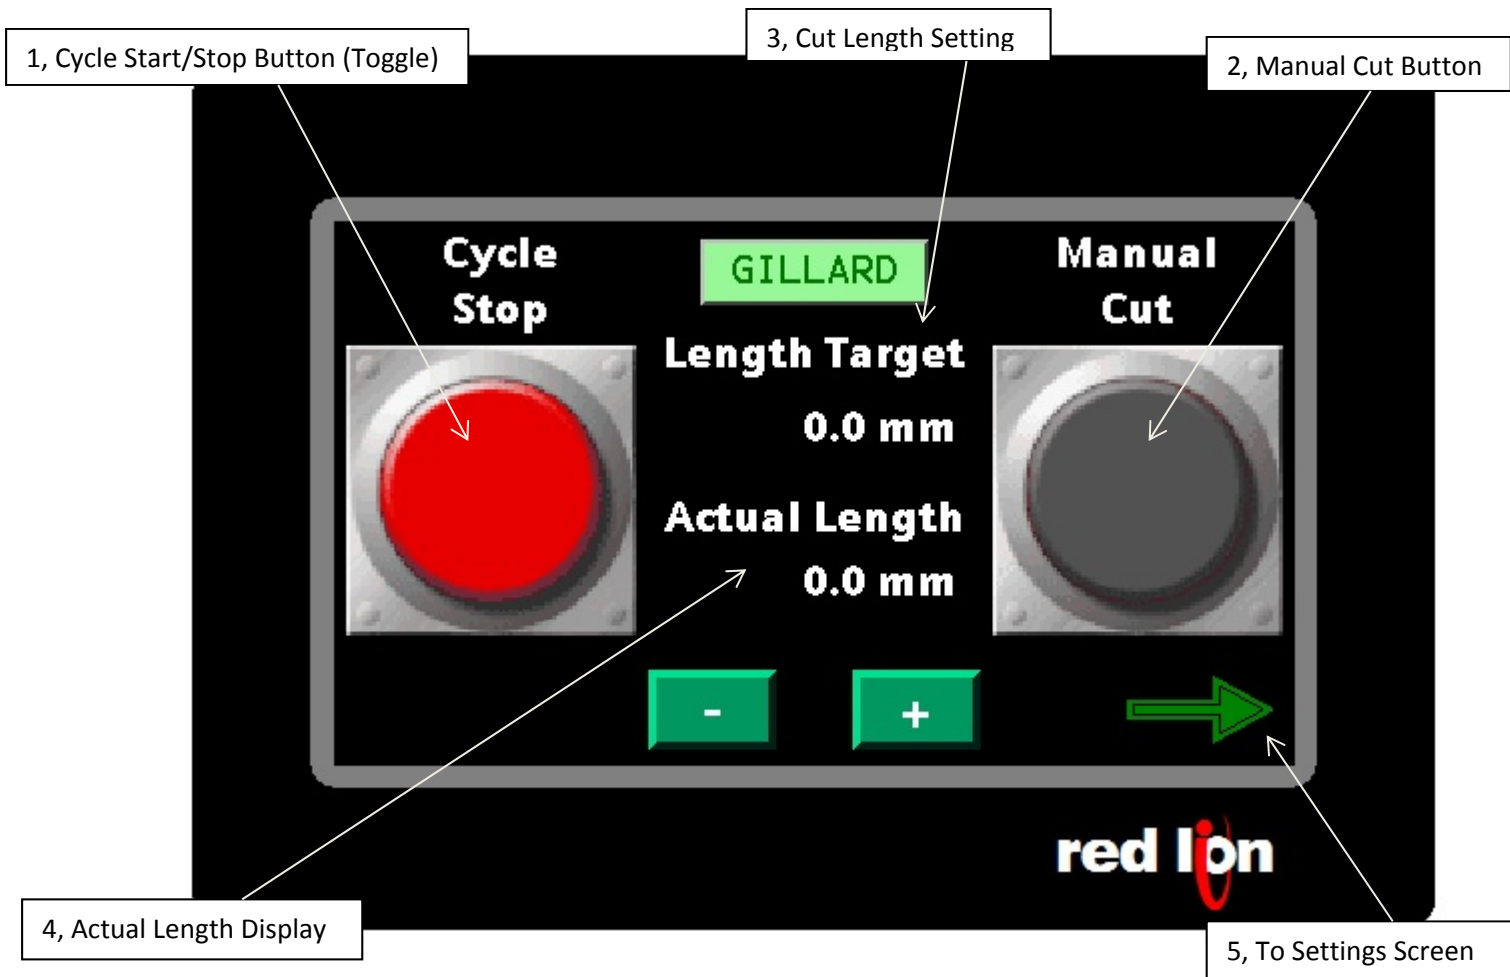 1, Cycle Start/Stop Button (Toggle)
3, Cut Length Setting
2, Manual Cut Button
Cycle
Stop
GILLARD
Manual
Cut
Length Target
0.0 mm
Actual Length
0.0 mm
-
+
red lion
4, Actual Length Display
5, To Settings Screen